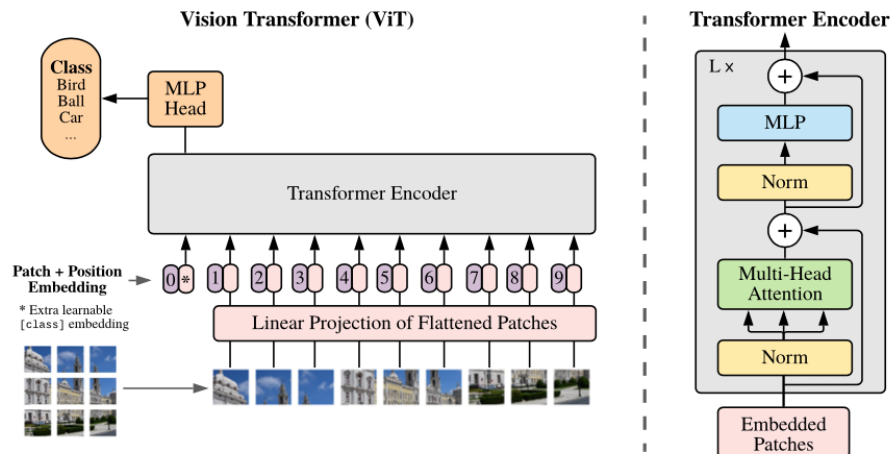 Vision Transformer (ViT)
Class
Bird
Ball
Car
...
MLP
Head
Transformer Encoder
Patch + Position
Embedding
0 * 1 2 3 4 5 6 7 8 9
* Extra learnable
[class] embedding
Linear Projection of Flattened Patches
Transformer Encoder
L ×
+
MLP
Norm
+
Multi-Head
Attention
Norm
Embedded
Patches